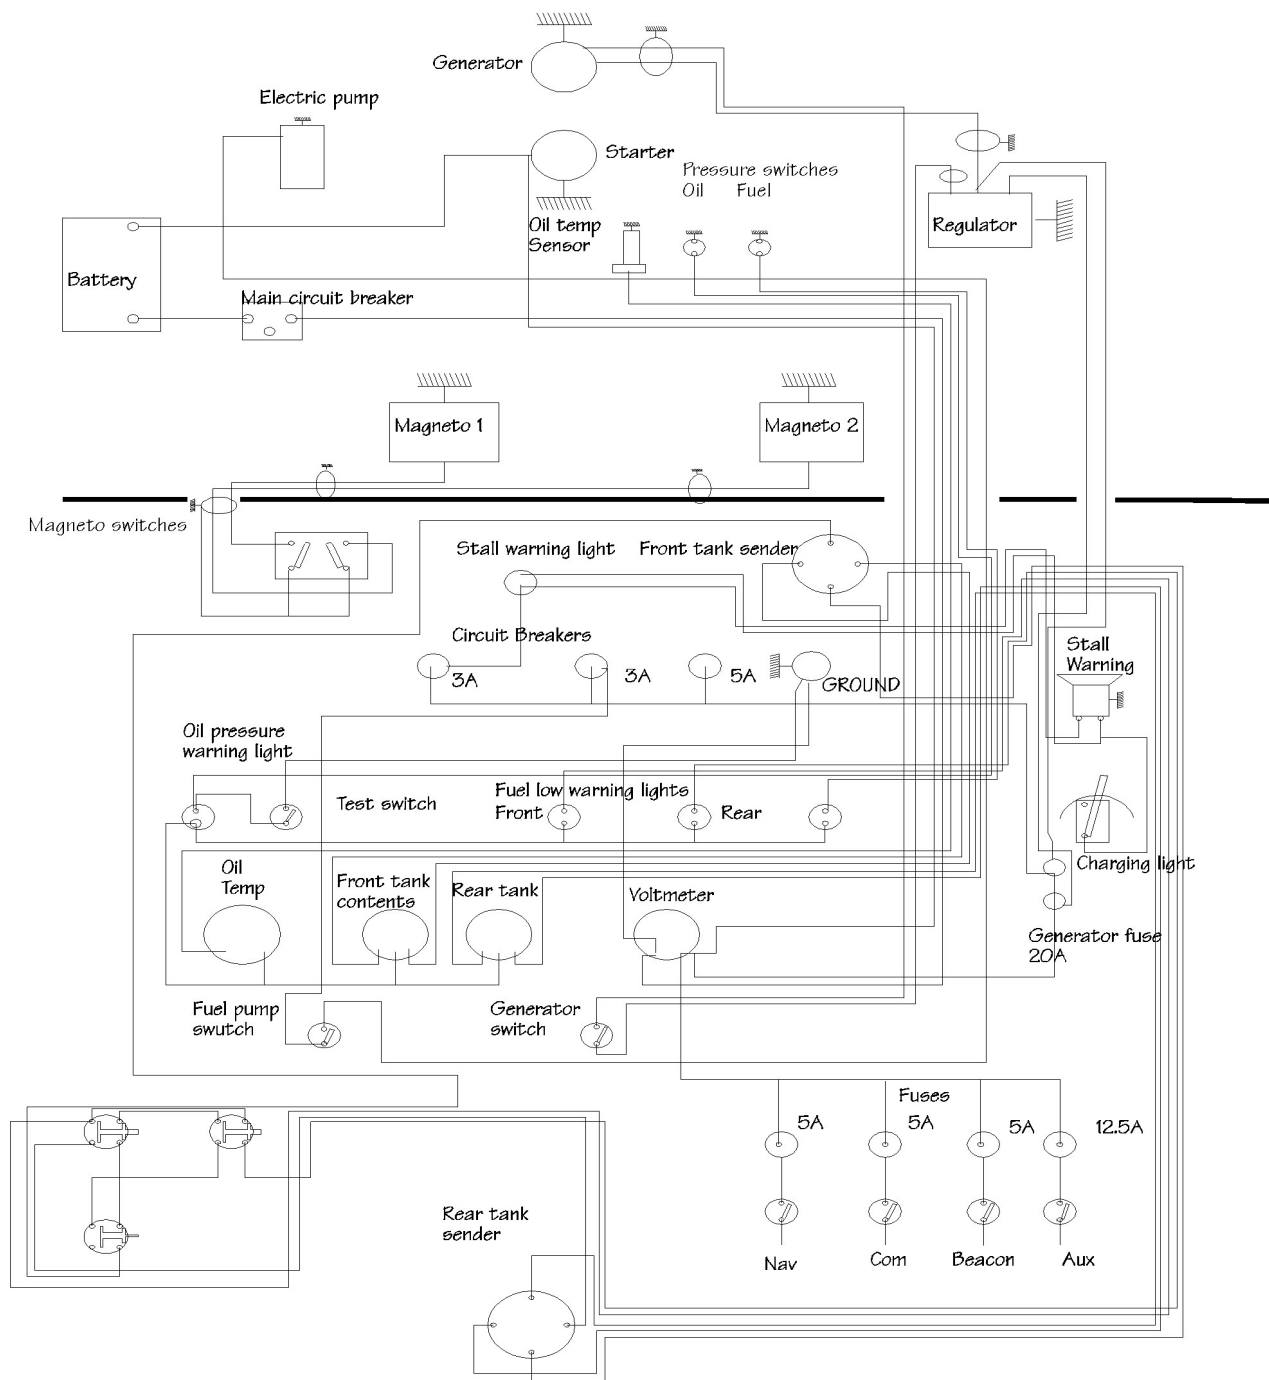 Generator
Electric pump
Starter
Pressure switches
Oil Fuel
Oil temp
Sensor
Regulator
Battery
Main circuit breaker
Magneto 1
Magneto 2
Magneto switches
Stall warning light
Front tank sender
Circuit Breakers
3A
3A
5A
GROUND
Stall
Warning
Oil pressure
warning light
Test switch
Fuel low warning lights
Front
Rear
Charging light
Oil
Temp
Front tank
contents
Rear tank
Voltmeter
Generator fuse
20A
Fuel pump
swutch
Generator
switch
Fuses
5A
5A
5A
12.5A
Rear tank
sender
Nav
Com
Beacon
Aux